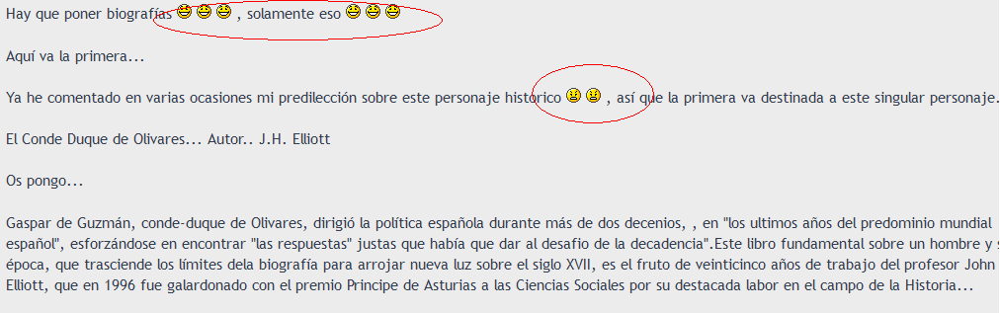 Hay que poner biografías , solamente eso
Aquí va la primera...
Ya he comentado en varias ocasiones mi predilección sobre este personaje historico , así que la primera va destinada a este singular personaje.
El Conde Duque de Olivares... Autor.. J.H. Elliott
Os pongo...
Gaspar de Guzmán, conde-duque de Olivares, dirigió la política española durante más de dos decenios, , en "los ultimos años del predominio mundial
español", esforzándose en encontrar "las respuestas" justas que había que dar al desafio de la decadencia".Este libro fundamental sobre un hombre y
época, que trasciende los límites dela biografía para arrojar nueva luz sobre el siglo XVII, es el fruto de veinticinco años de trabajo del profesor John
Elliott, que en 1996 fue galardonado con el premio Principe de Asturias a las Ciencias Sociales por su destacada labor en el campo de la Historia...